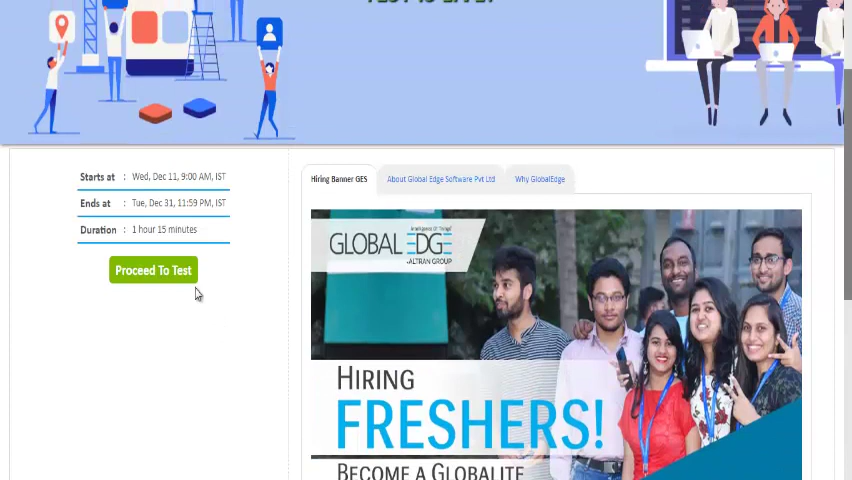 Starts at : Wed, Dec 11, 9:00 AM, IST
Ends at : Tue, Dec 31, 11:59 PM, IST
Duration : 1 hour 15 minutes
Proceed To Test
Hiring Banner GES About Global Edge Software Pvt Ltd Why GlobalEdge
GLOBAL EDGE
ALTRAN GROUP
HIRING
FRESHERS!
BECOME A GLOBALITE